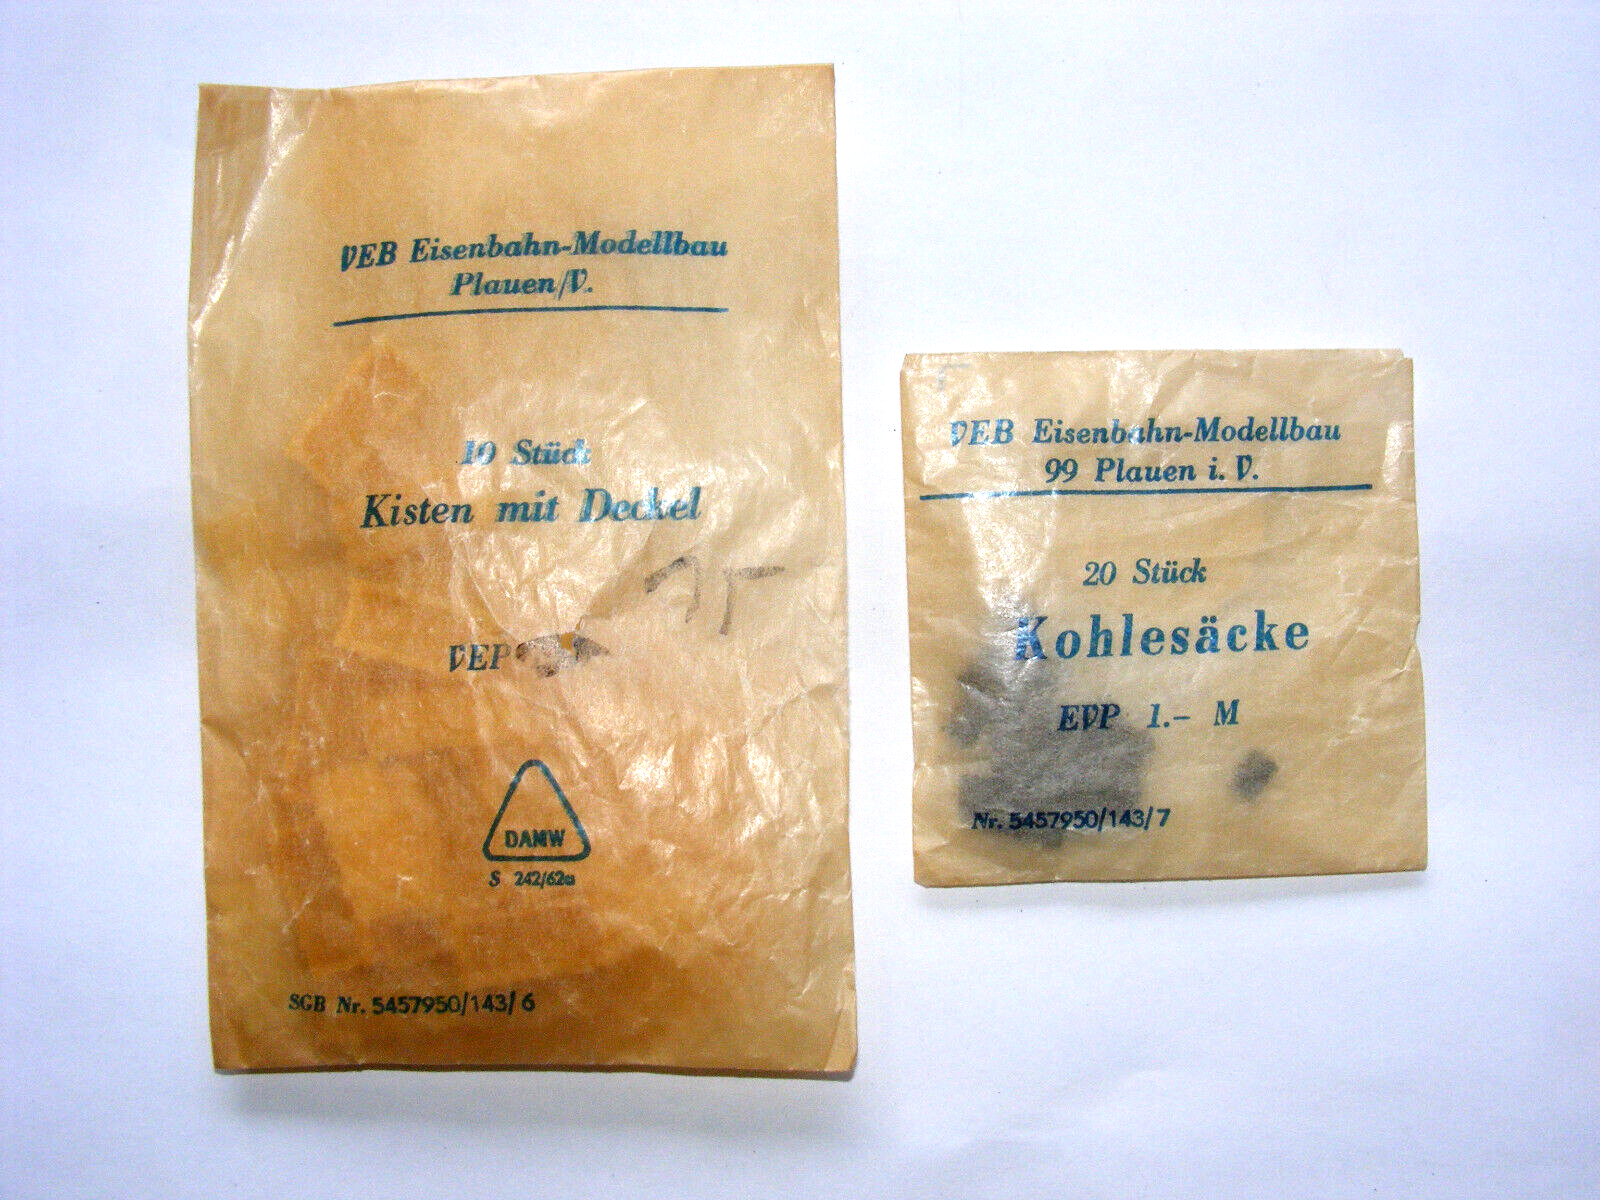 VEB Eisenbahn-Modellbau
Plauen/V.
10 Stück
Kisten mit Deckel
VEP
DAMW
S 242/62a
SGB Nr. 5457950/143/6
VEB Eisenbahn-Modellbau
99 Plauen i. V.
20 Stück
Kohlesäcke
EVP 1.- M
Nr. 5457950/143/7